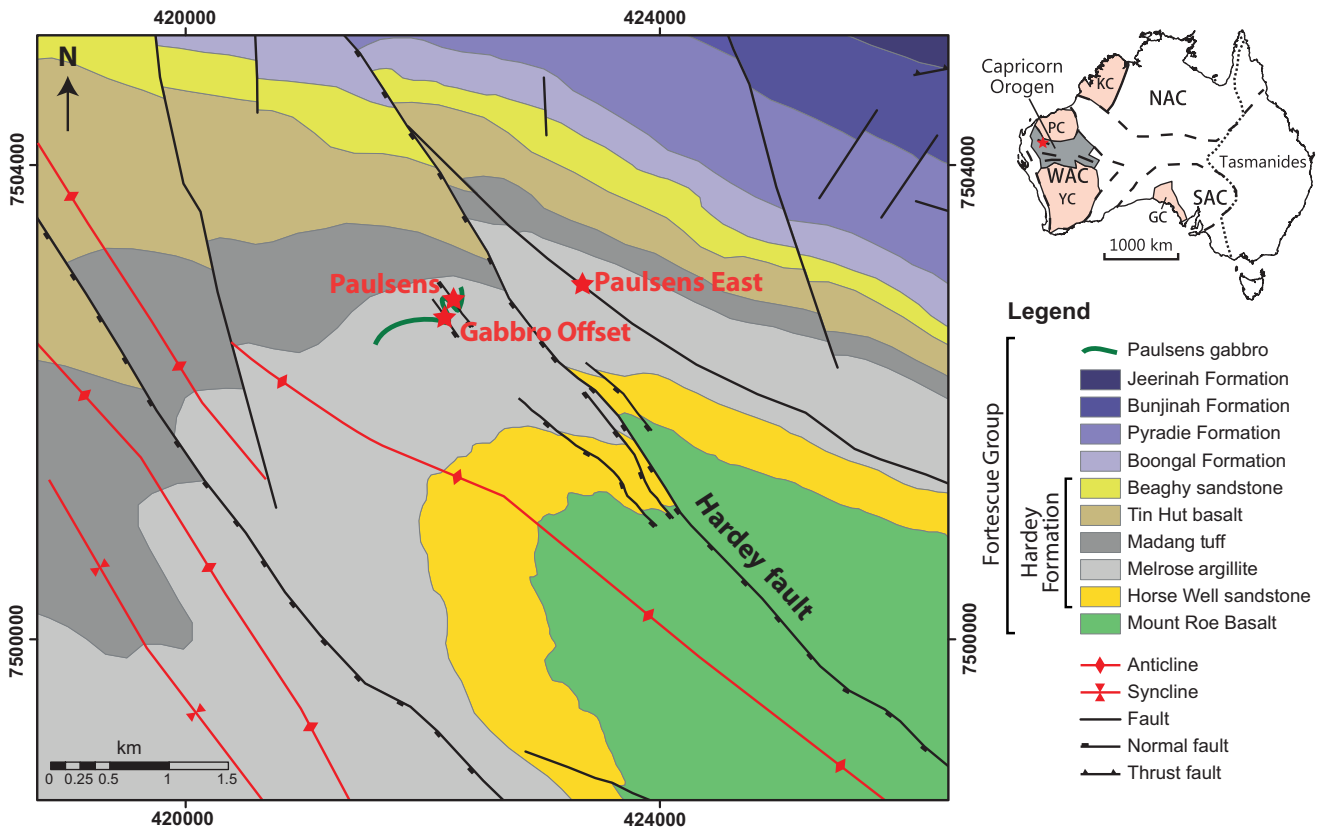 420000
424000
N
7504000
7504000
7500000
7500000
Paulsens
Paulsens East
Gabbro Offset
Hardey fault
km
0 0.25 0.5 1 1.5
420000
424000
Capricorn
Orogen
KC
NAC
PC
WAC
YC
Tasmanides
SAC
GC
1000 km
Legend
Fortescue Group
Hardey
Formation
Paulsens gabbro
Jeerinah Formation
Bunjinah Formation
Pyradie Formation
Boongal Formation
Beaghy sandstone
Tin Hut basalt
Madang tuff
Melrose argillite
Horse Well sandstone
Mount Roe Basalt
Anticline
Syncline
Fault
Normal fault
Thrust fault